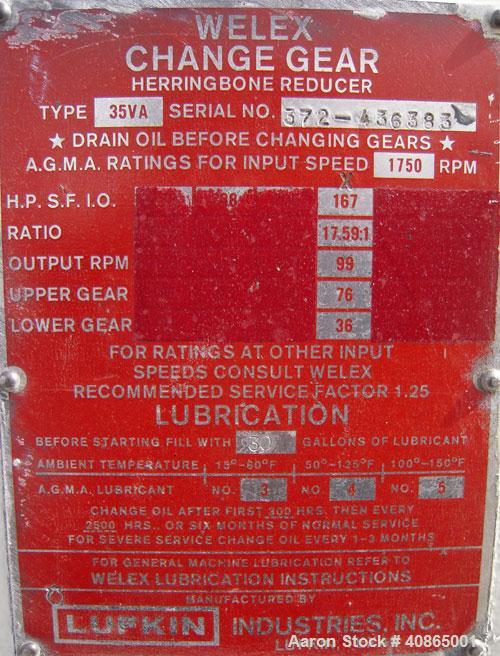 WELEX
CHANGE GEAR
HERRINGBONE REDUCER
TYPE 35VA SERIAL NO. 372-436383
★ DRAIN OIL BEFORE CHANGING GEARS ★
A.G.M.A. RATINGS FOR INPUT SPEED 1750 RPM
X
H.P. S.F. I.O. 167
RATIO 17.59:1
OUTPUT RPM 99
UPPER GEAR 76
LOWER GEAR 36
FOR RATINGS AT OTHER INPUT
SPEEDS CONSULT WELEX
RECOMMENDED SERVICE FACTOR 1.25
LUBRICATION
BEFORE STARTING FILL WITH 30 GALLONS OF LUBRICANT
AMBIENT TEMPERATURE 15°-60°F 50°-125°F 100°-150°F
A.G.M.A. LUBRICANT NO. 3 NO. 4 NO. 5
CHANGE OIL AFTER FIRST 300 HRS. THEN EVERY
2500 HRS.. OR SIX MONTHS OF NORMAL SERVICE
FOR SEVERE SERVICE CHANGE OIL EVERY 1-3 MONTHS
FOR GENERAL MACHINE LUBRICATION REFER TO
WELEX LUBRICATION INSTRUCTIONS
MANUFACTURED BY
LUFKIN INDUSTRIES, INC.
Aaron Stock # 40865001